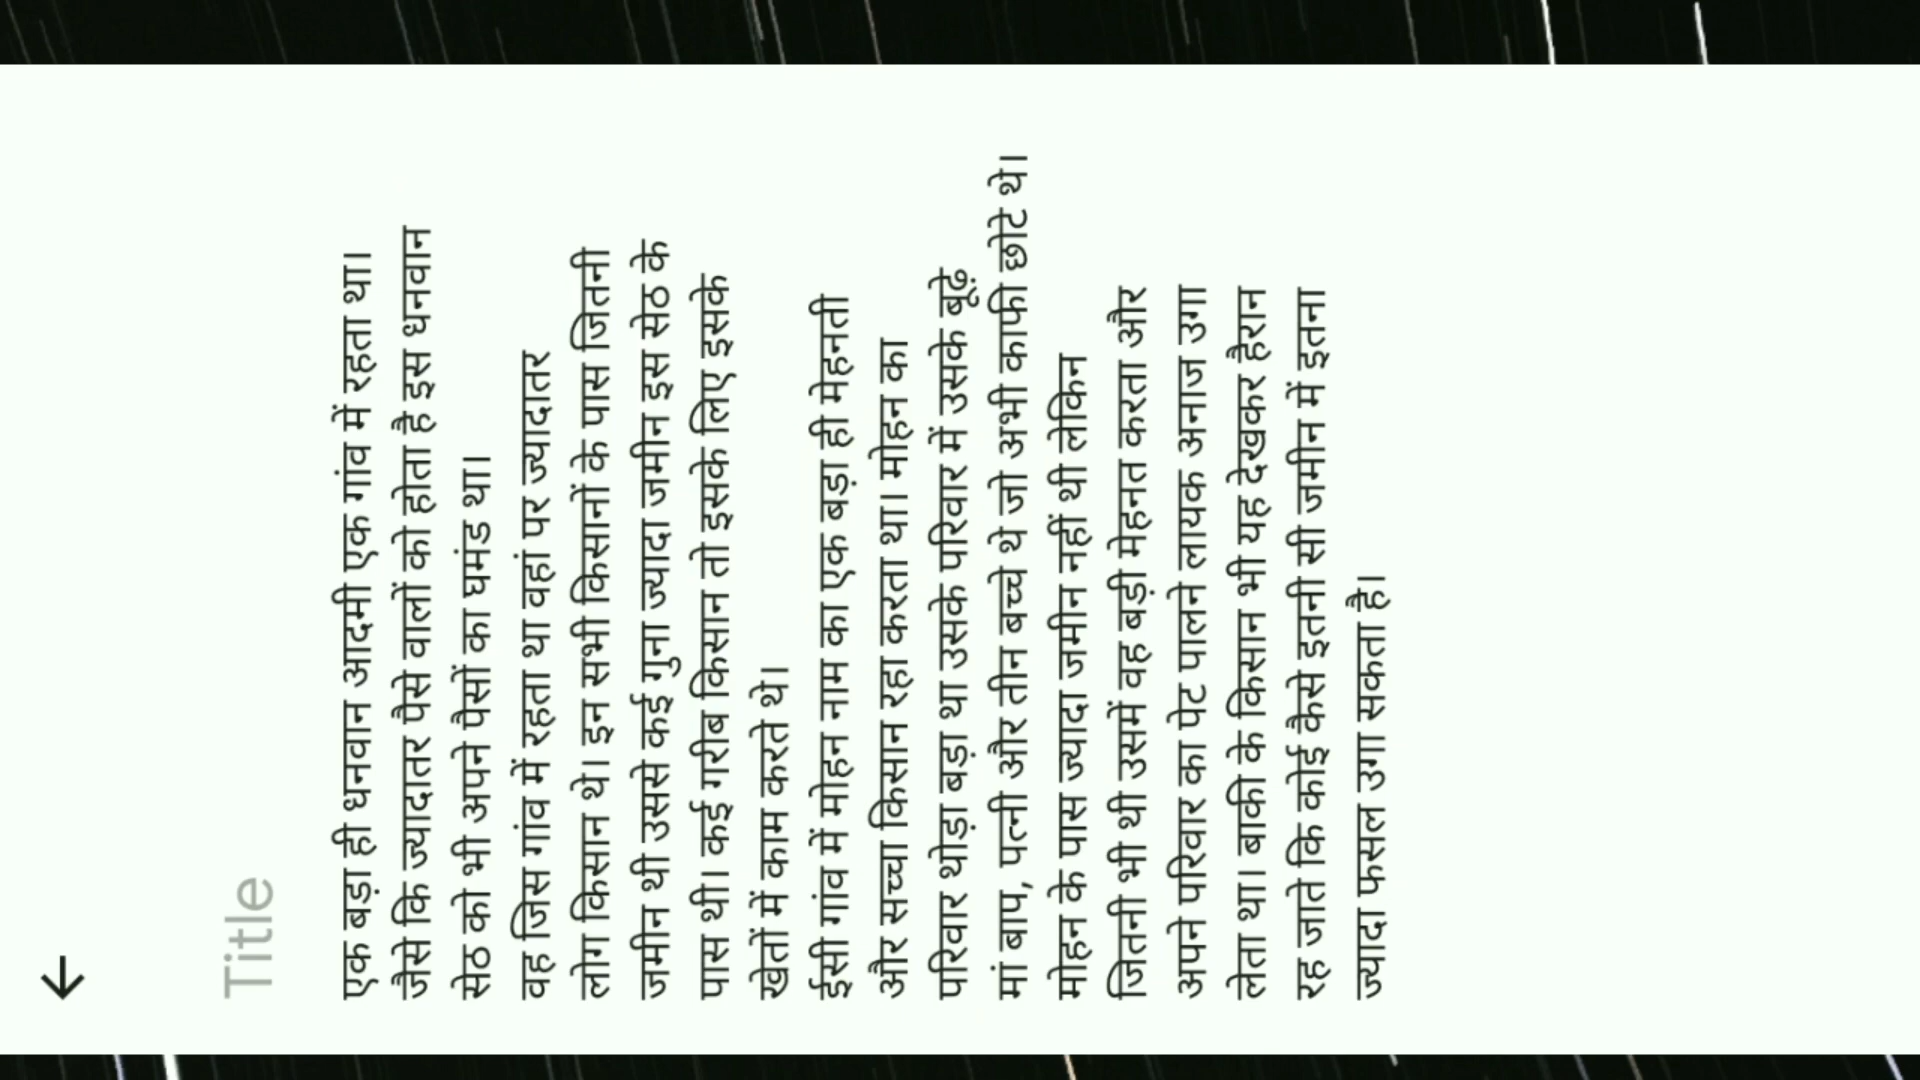 Title
एक बड़ा ही धनवान आदमी एक गांव में रहता था।
जैसे कि ज्यादातर पैसे वालों को होता है इस धनवान
सेठ को भी अपने पैसों का घमंड था।
वह जिस गांव में रहता था वहां पर ज्यादातर
लोग किसान थे। इन सभी किसानों के पास जितनी
जमीन थी उससे कई गुना ज्यादा जमीन इस सेठ के
पास थी। कई गरीब किसान तो इसके लिए इसके
खेतों में काम करते थे।
ईसी गांव में मोहन नाम का एक बड़ा ही मेहनती
और सच्चा किसान रहा करता था। मोहन का
परिवार थोड़ा बड़ा था उसके परिवार में उसके बूढ़े
मां बाप, पत्नी और तीन बच्चे थे जो अभी काफी छोटे थे।
मोहन के पास ज्यादा जमीन नहीं थी लेकिन
जितनी भी थी उसमें वह बड़ी मेहनत करता और
अपने परिवार का पेट पालने लायक अनाज उगा
लेता था। बाकी के किसान भी यह देखकर हैरान
रह जाते कि कोई कैसे इतनी सी जमीन में इतना
ज्यादा फसल उगा सकता है।